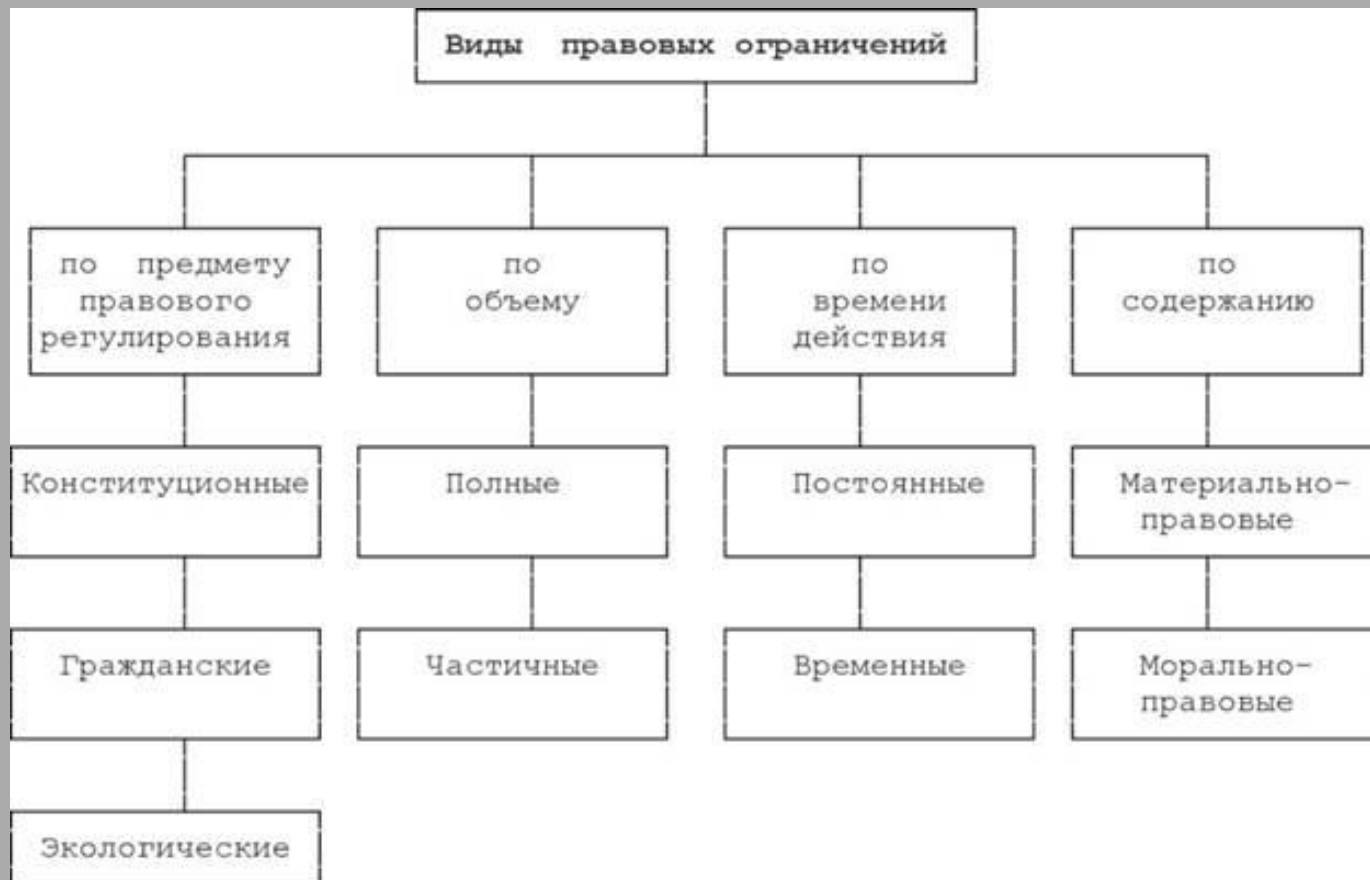 Виды правовых ограничений
по предмету
правового
регулирования
по
объему
по
времени
действия
по
содержанию
Конституционные
Полные
Постоянные
Материально-
правовые
Гражданские
Частичные
Временные
Морально-
правовые
Экологические